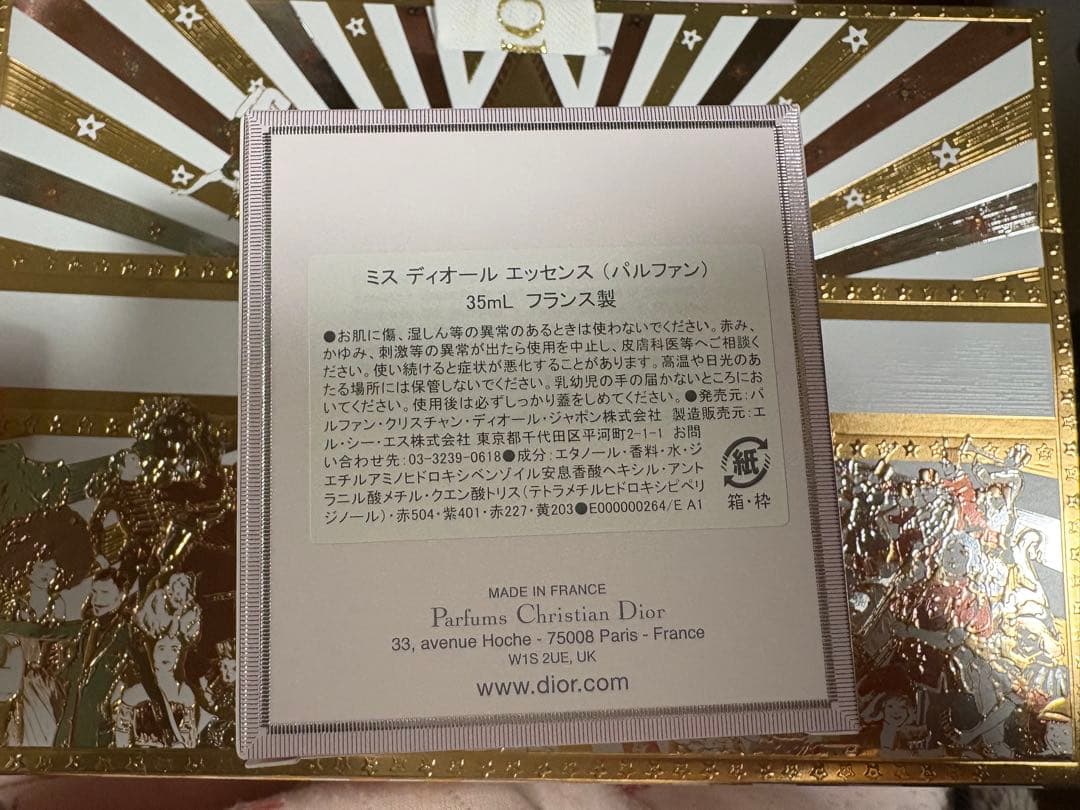 ミス ディオール エッセンス (パルファン)
35mL フランス製
●お肌に傷、湿しん等の異常のあるときは使わないでください。赤み、
かゆみ、刺激等の異常が出たら使用を中止し、皮膚科医等へご相談く
ださい。使い続けると症状が悪化することがあります。高温や日光のあ
たる場所には保管しないでください。乳幼児の手の届かないところにお
いてください。使用後は必ずしっかり蓋をしめてください。●発売元:パ
ルファン・クリスチャン・ディオール・ジャポン株式会社 製造販売元:エ
ル・シー・エス株式会社 東京都千代田区平河町2-1-1 お問
い合わせ先:03-3239-0618●成分:エタノール・香料・水・ジ
エチルアミノヒドロキシベンゾイル安息香酸ヘキシル・アント
ラニル酸メチル・クエン酸トリス(テトラメチルヒドロキシピペリ
ジノール)・赤504・紫401・赤227・黄203●E000000264/E A1
紙
箱・枠
MADE IN FRANCE
Parfums Christian Dior
33, avenue Hoche - 75008 Paris - France
W1S 2UE, UK
www.dior.com